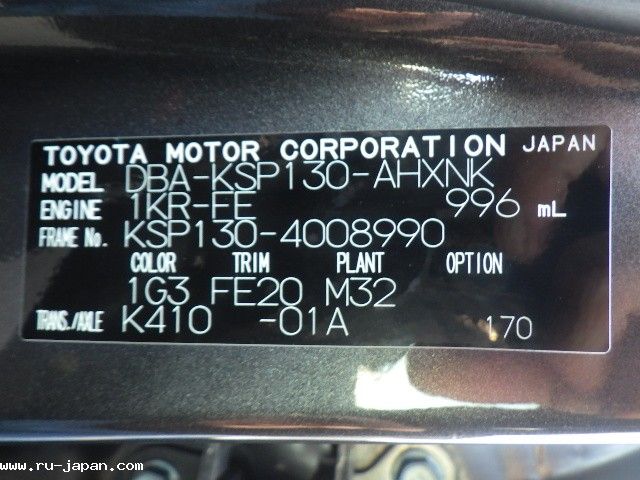 TOYOTA MOTOR CORPORATION JAPAN
MODEL DBA-KSP130-AHXNK
ENGINE 1KR-FE 996 mL
FRAME No. KSP130-4008990
COLOR TRIM PLANT OPTION
1G3 FE20 M32
TRANS./AXLE K410 -01A 170
www.ru-japan.com